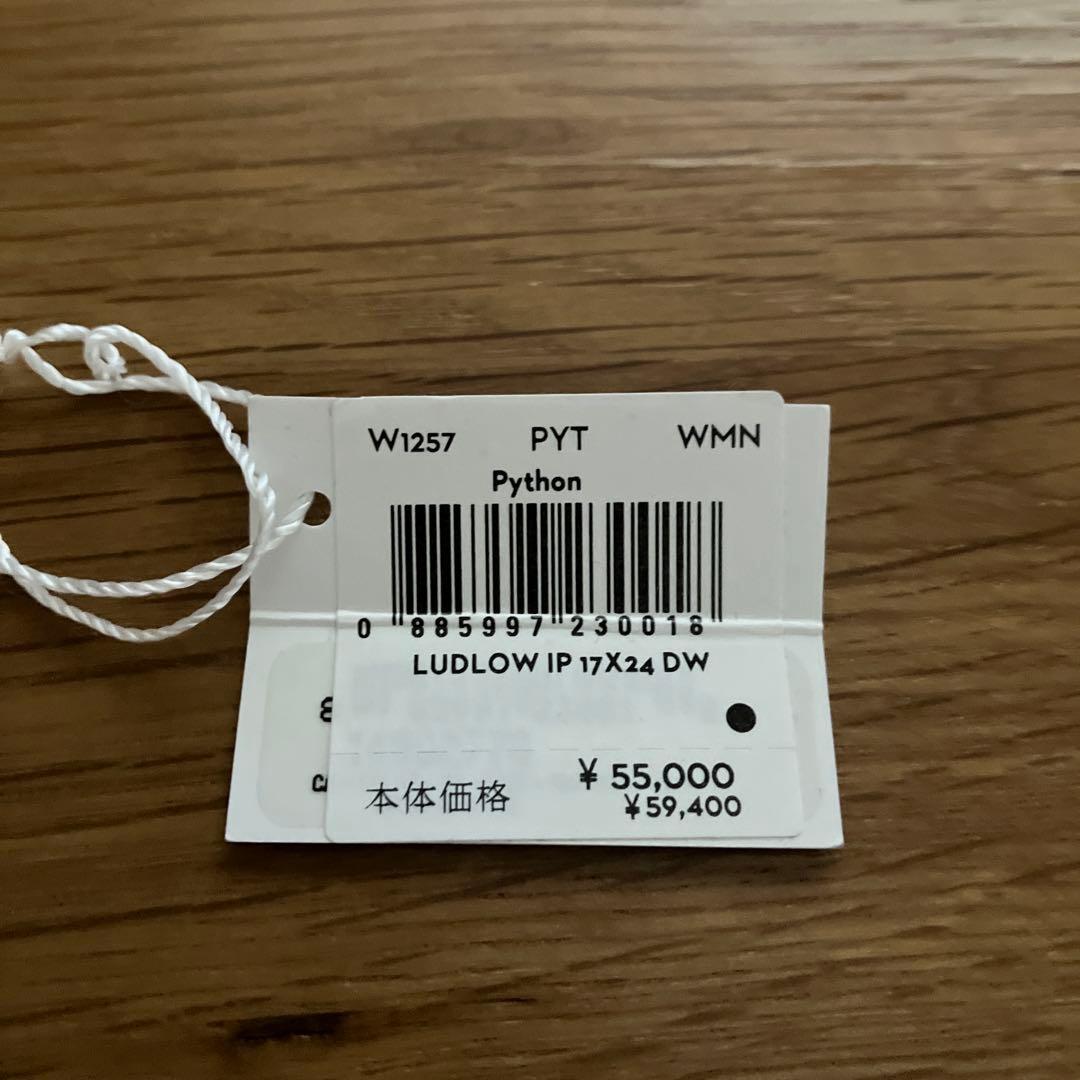 W1257 PYT WMN
Python
0 885997 230018
LUDLOW IP 17X24 DW
本体価格 ¥ 55,000
¥59,400